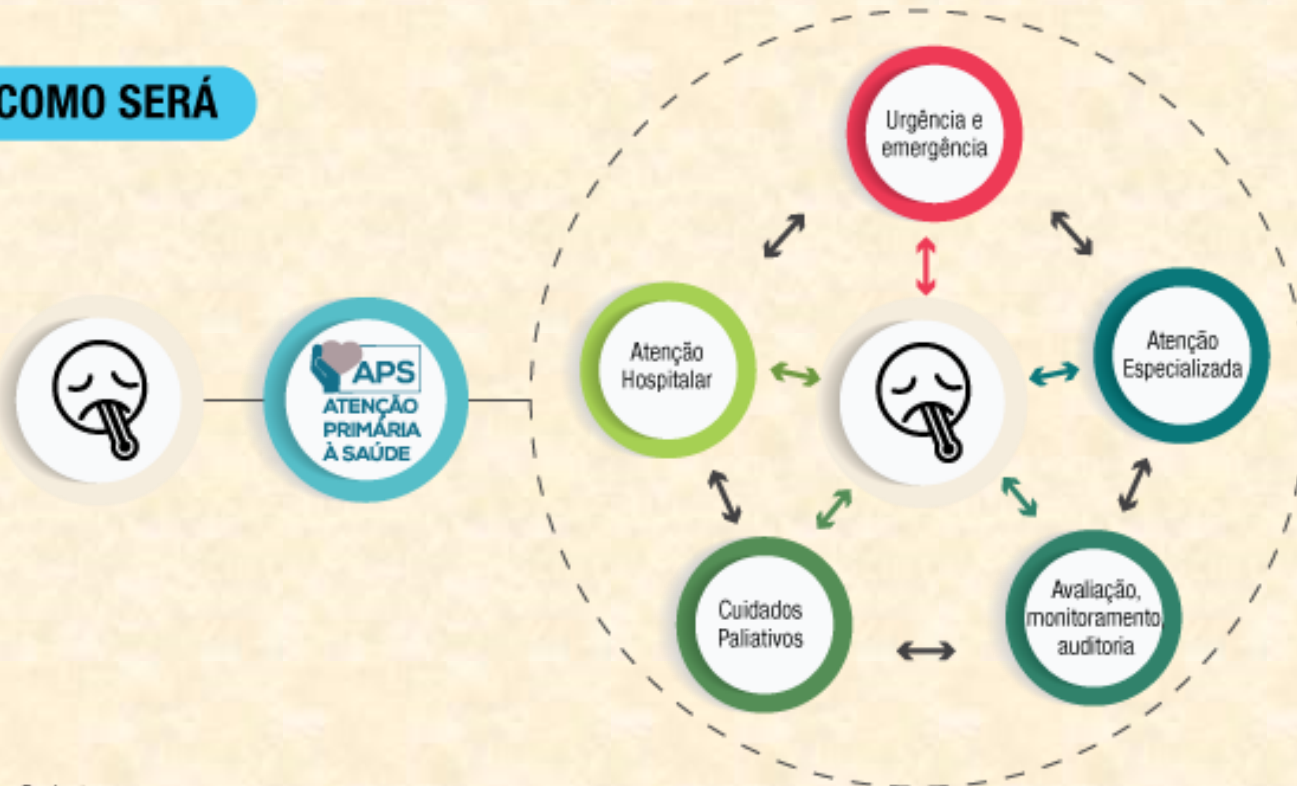 COMO SERÁ
Urgência e
emergência
Atenção
Hospitalar
Atenção
Especializada
APS
ATENÇÃO
PRIMÁRIA
À SAÚDE
Cuidados
Paliativos
Avaliação,
monitoramento
auditoria